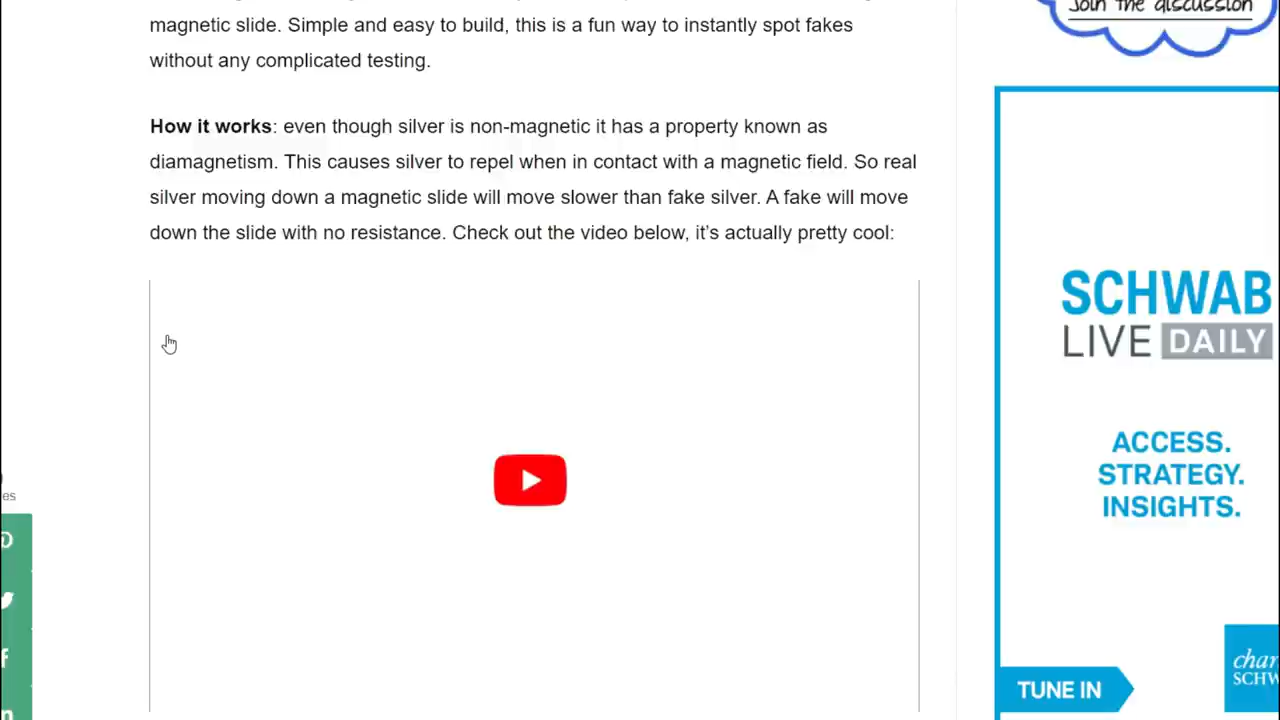 magnetic slide. Simple and easy to build, this is a fun way to instantly spot fakes
without any complicated testing.
How it works: even though silver is non-magnetic it has a property known as
diamagnetism. This causes silver to repel when in contact with a magnetic field. So real
silver moving down a magnetic slide will move slower than fake silver. A fake will move
down the slide with no resistance. Check out the video below, it's actually pretty cool:
es
Join the discussion
SCHWAB
LIVE DAILY
ACCESS.
STRATEGY.
INSIGHTS.
TUNE IN
char
SCHW